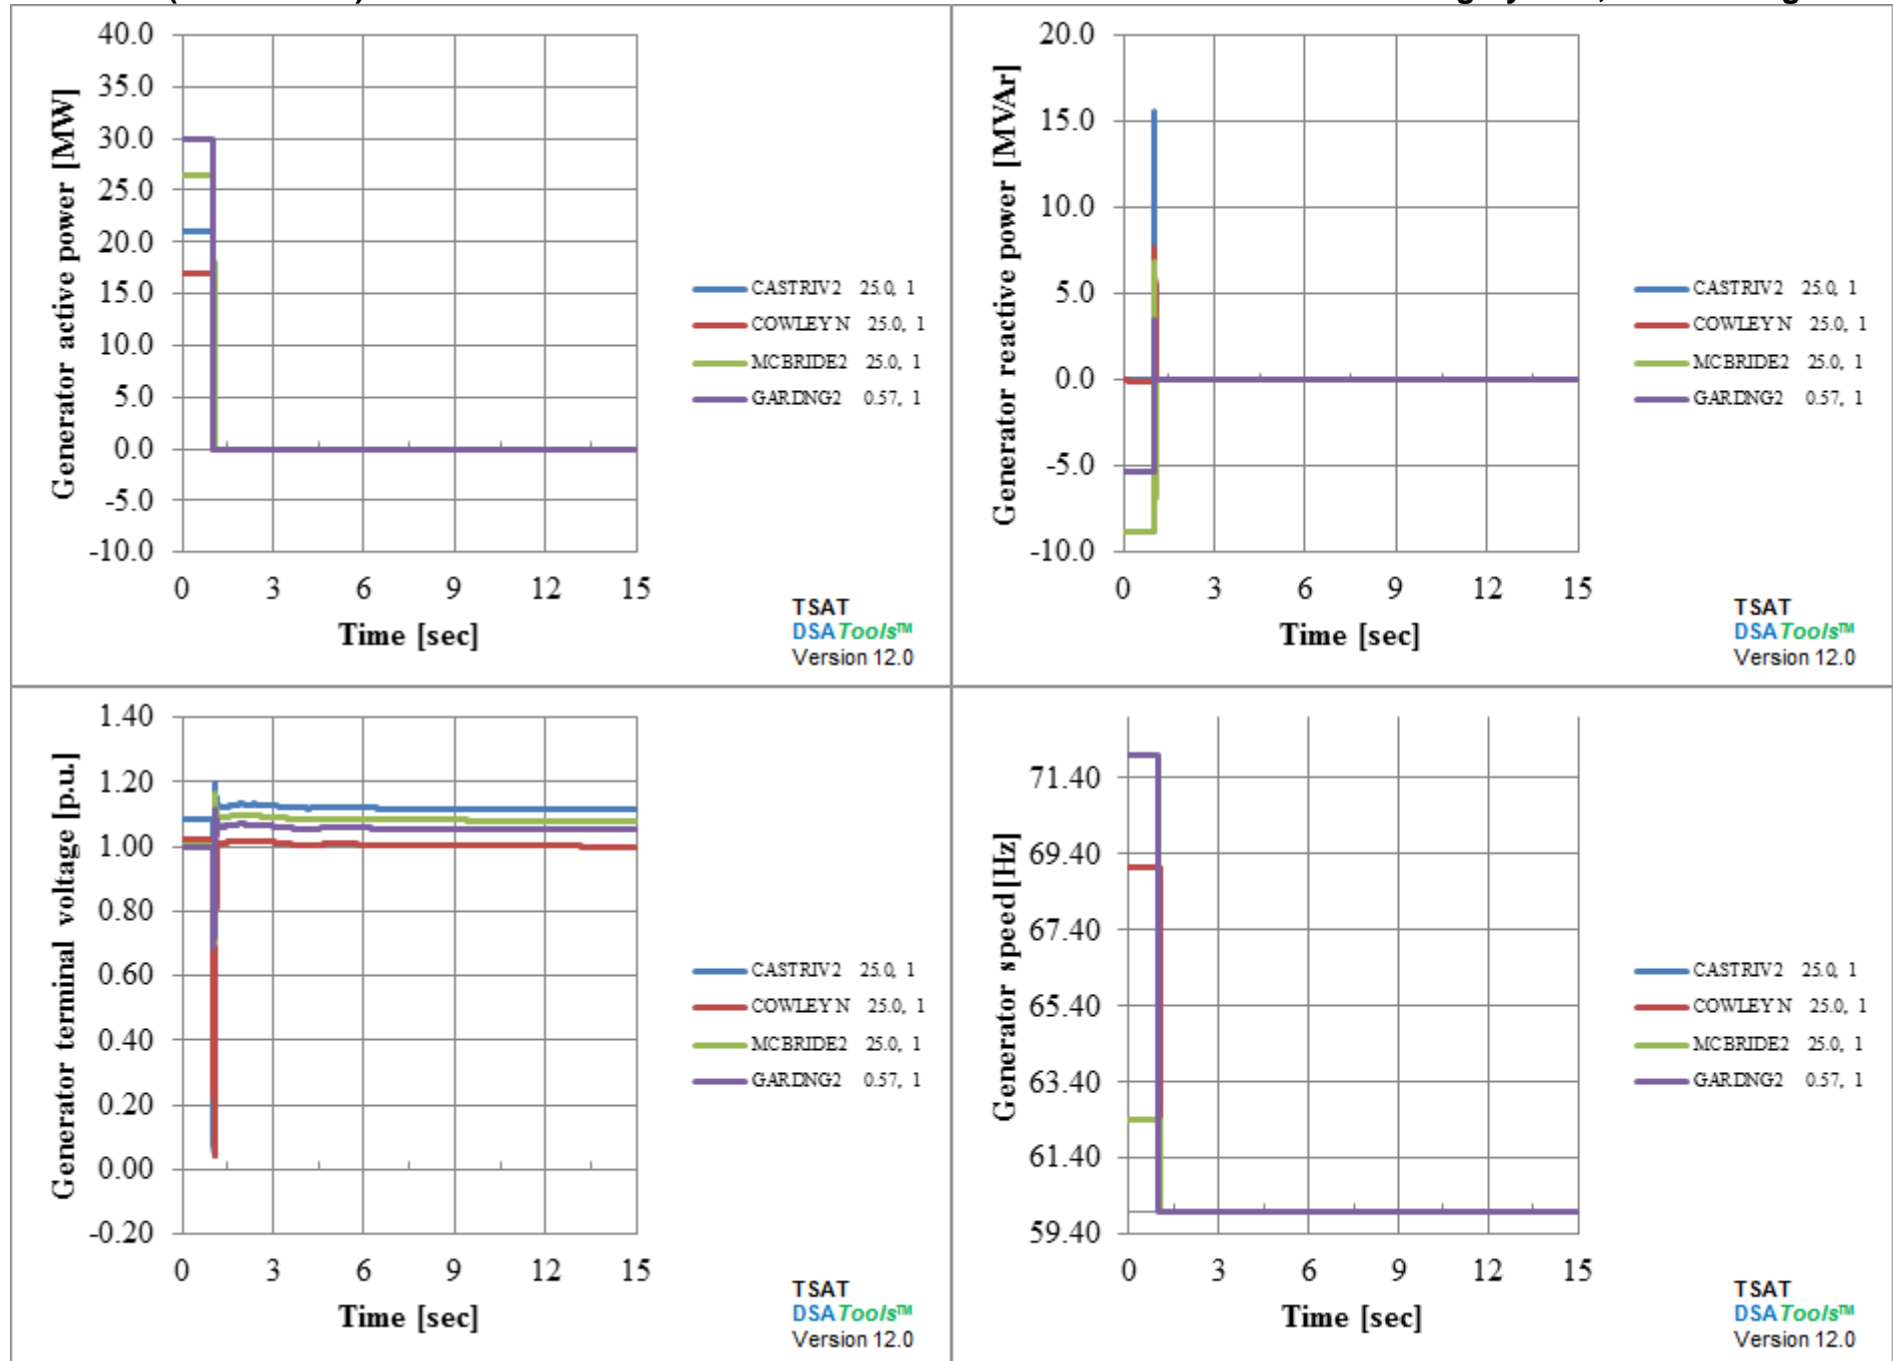 Generator active power [MW]
40.0
35.0
30.0
25.0
20.0
15.0
10.0
5.0
0.0
-5.0
-10.0
0 3 6 9 12 15
Time [sec]
CASTRIV2 25.0, 1
COWLEY N 25.0, 1
MCBRIDE2 25.0, 1
GARDNG2 0.57, 1
TSAT
DSATools™
Version 12.0
Generator reactive power [MVAr]
20.0
15.0
10.0
5.0
0.0
-5.0
-10.0
0 3 6 9 12 15
Time [sec]
CASTRIV2 25.0, 1
COWLEY N 25.0, 1
MCBRIDE2 25.0, 1
GARDNG2 0.57, 1
TSAT
DSATools™
Version 12.0
Generator terminal voltage [p.u.]
1.40
1.20
1.00
0.80
0.60
0.40
0.20
0.00
-0.20
0 3 6 9 12 15
Time [sec]
CASTRIV2 25.0, 1
COWLEY N 25.0, 1
MCBRIDE2 25.0, 1
GARDNG2 0.57, 1
TSAT
DSATools™
Version 12.0
Generator speed[Hz]
71.40
69.40
67.40
65.40
63.40
61.40
59.40
0 3 6 9 12 15
Time [sec]
CASTRIV2 25.0, 1
COWLEY N 25.0, 1
MCBRIDE2 25.0, 1
GARDNG2 0.57, 1
TSAT
DSATools™
Version 12.0